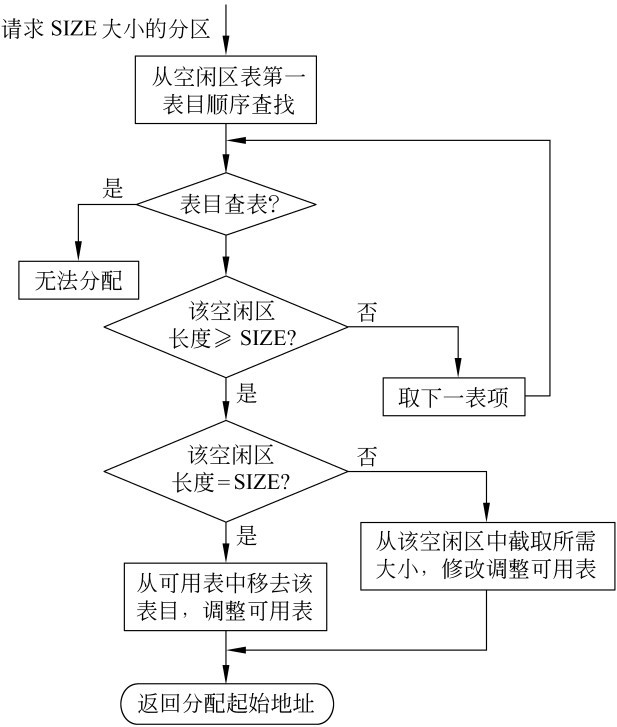 请求 SIZE 大小的分区
从空闲区表第一
表目顺序查找
是
表目查表?
无法分配
该空闲区
长度≥ SIZE?
否
取下一表项
是
该空闲区
长度=SIZE?
否
是
从该空闲区中截取所需
大小，修改调整可用表
从可用表中移去该
表目，调整可用表
返回分配起始地址